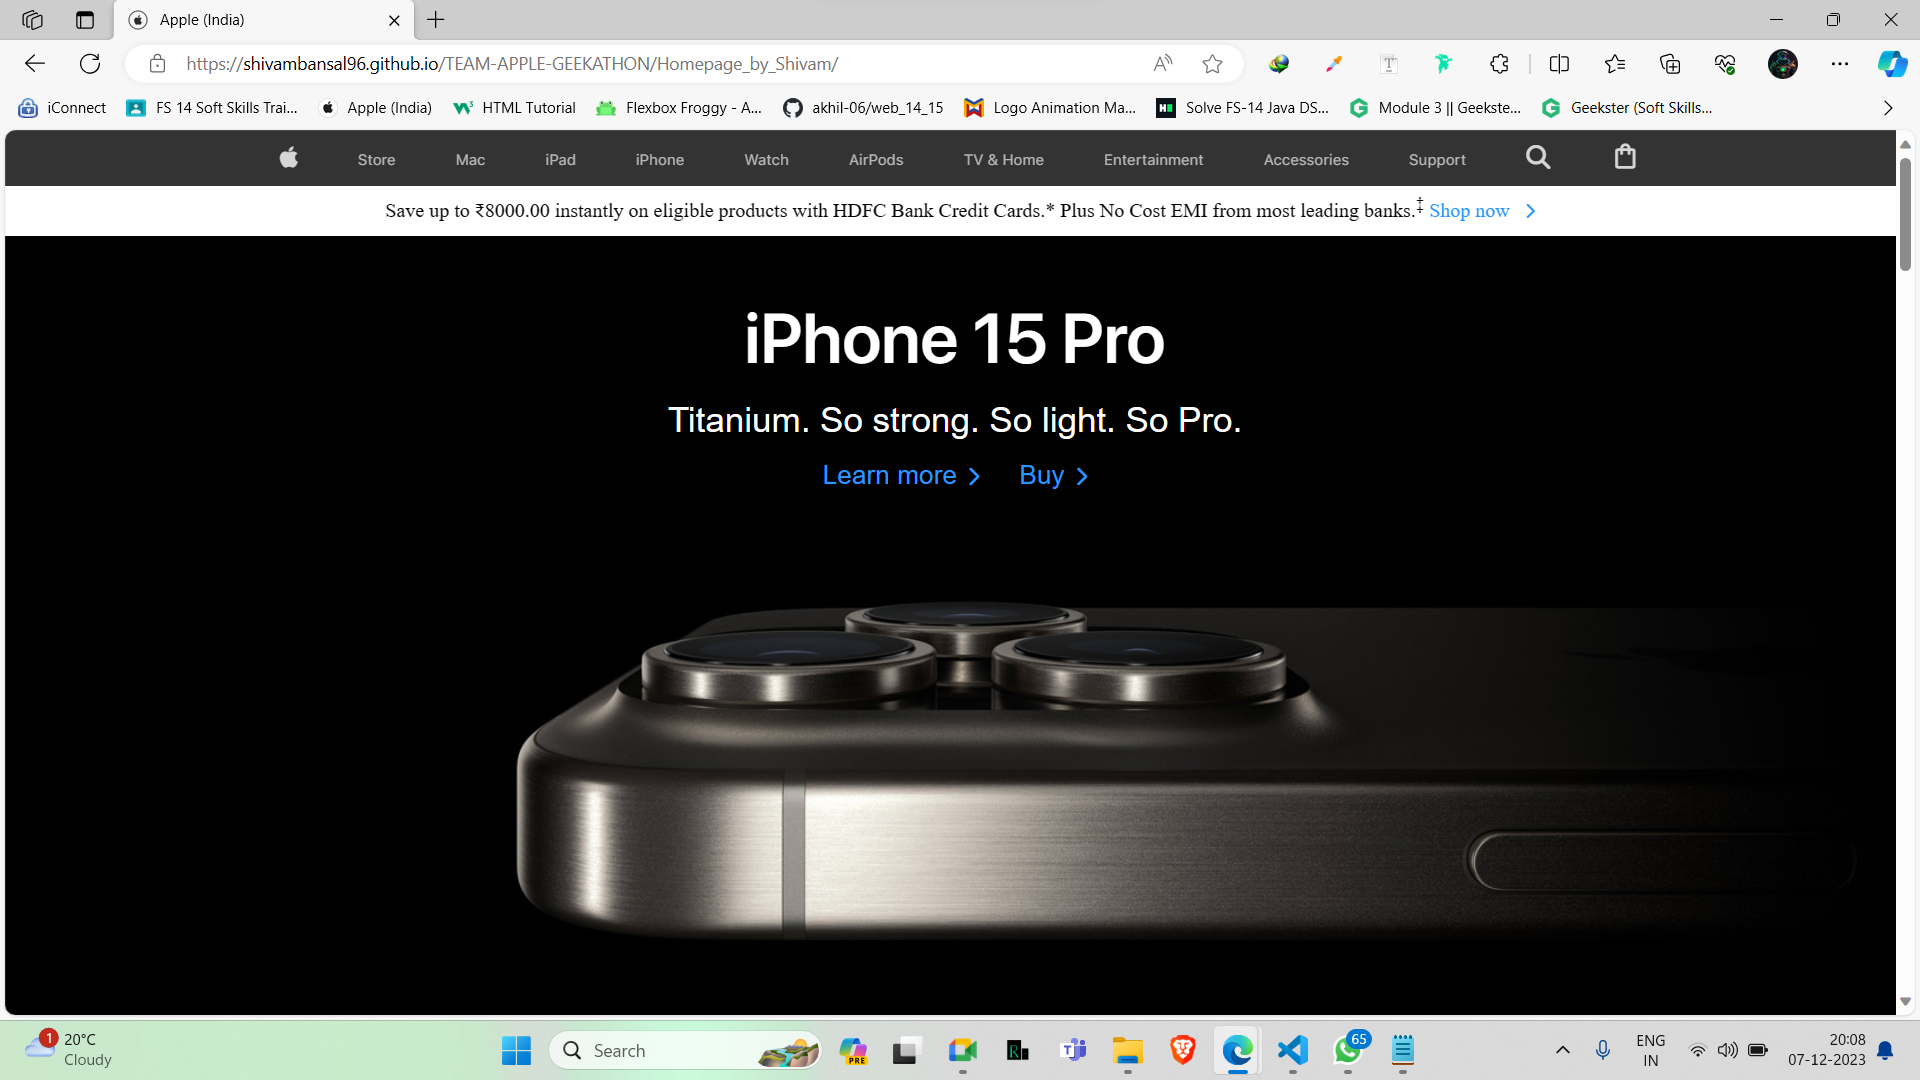 Apple (India)
https://shivambansal96.github.io/TEAM-APPLE-GEEKATHON/Homepage_by_Shivam/
iConnect FS 14 Soft Skills Trai... Apple (India) HTML Tutorial Flexbox Froggy - A... akhil-06/web_14_15 Logo Animation Ma... Solve FS-14 Java DS... Module 3 || Geekste... Geekster (Soft Skills...
Store Mac iPad iPhone Watch AirPods TV & Home Entertainment Accessories Support
Save up to ₹8000.00 instantly on eligible products with HDFC Bank Credit Cards.* Plus No Cost EMI from most leading banks.‡ Shop now
iPhone 15 Pro
Titanium. So strong. So light. So Pro.
Learn more Buy
1 20°C
Cloudy
Search
PRE
65
ENG
IN
20:08
07-12-2023